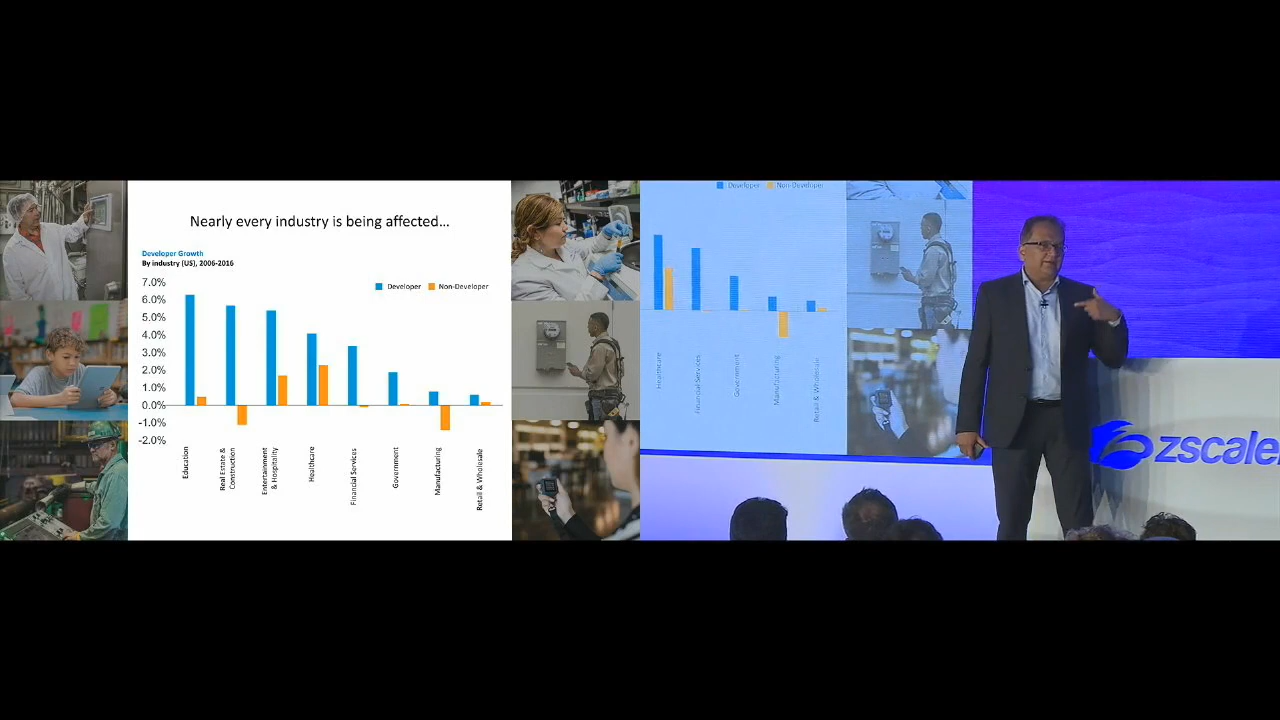 Nearly every industry is being affected...
Developer Growth
By industry (US), 2006-2016
Developer
Non-Developer
7.0%
6.0%
5.0%
4.0%
3.0%
2.0%
1.0%
0.0%
-1.0%
-2.0%
Education
Real Estate &
Construction
Entertainment
& Hospitality
Healthcare
Financial Services
Government
Manufacturing
Retail & Wholesale
Developer
Non-Developer
Healthcare
Financial Services
Government
Manufacturing
Retail & Wholesale
zscale